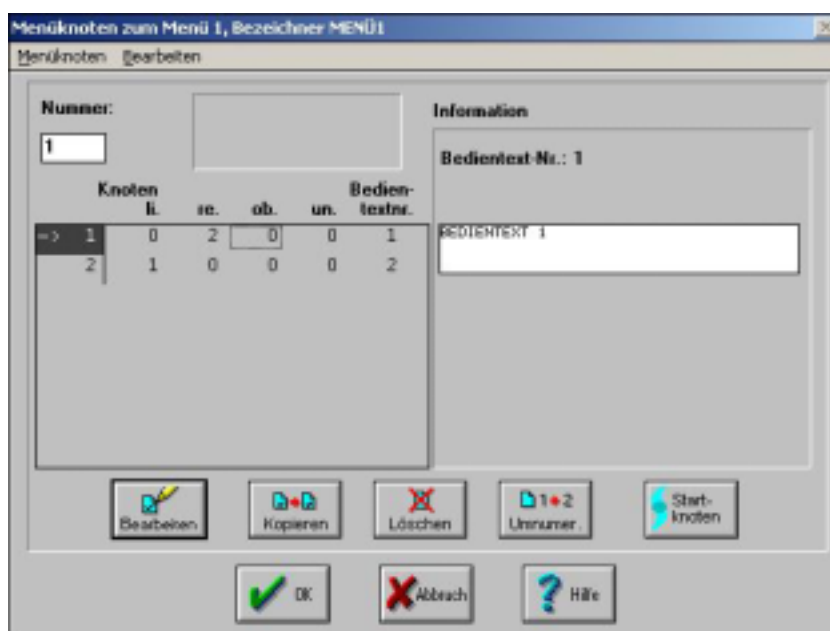 Menüknoten zum Menü 1, Bezeichner MENÜ1
Menüknoten Bearbeiten
Nummer:
1
Information
Bedientext-Nr.: 1
Knoten Bedien-
li. re. ob. un. textnr.
=> 1 0 2 0 0 1
2 1 0 0 0 2
BEDIENTEXT 1
Bearbeiten
Kopieren
Löschen
1 2
Umnumer.
Start-
knoten
OK
Abbruch
Hilfe